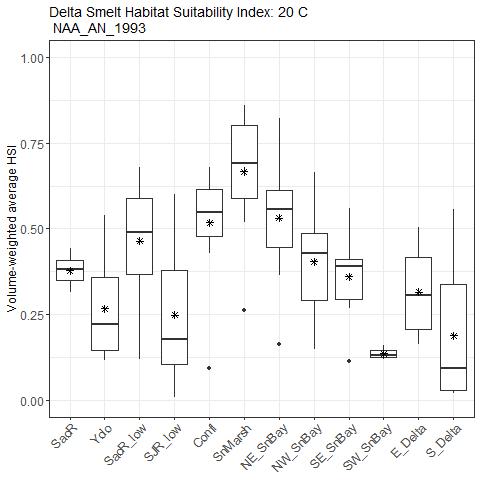 Delta Smelt Habitat Suitability Index: 20 C
NAA_AN_1993
Volume-weighted average HSI
1.00
0.75
0.50
0.25
0.00
SacR
Yolo
SacR_low
SJR_low
Confl
SnMarsh
NE_SnBay
NW_SnBay
SE_SnBay
SW_SnBay
E_Delta
S_Delta